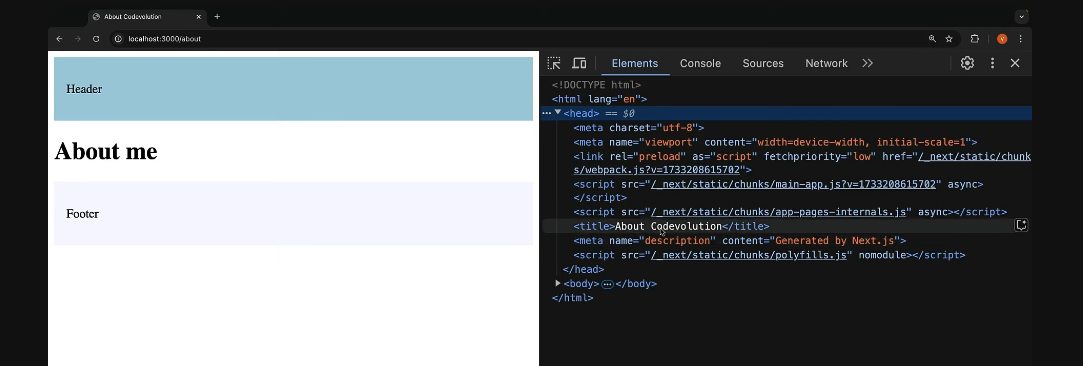 About Codevolution
localhost:3000/about
V
Header
About me
Footer
Elements Console Sources Network
<!DOCTYPE html>
<html lang="en">
<head> == $0
<meta charset="utf-8">
<meta name="viewport" content="width=device-width, initial-scale=1">
<link rel="preload" as="script" fetchpriority="low" href="/_next/static/chunk
s/webpack.js?v=1733208615702">
<script src="/_next/static/chunks/main-app.js?v=1733208615702" async>
</script>
<script src="/_next/static/chunks/app-pages-internals.js" async></script>
<title>About Codevolution</title>
<meta name="description" content="Generated by Next.js">
<script src="/_next/static/chunks/polyfills.js" nomodule></script>
</head>
<body> </body>
</html>